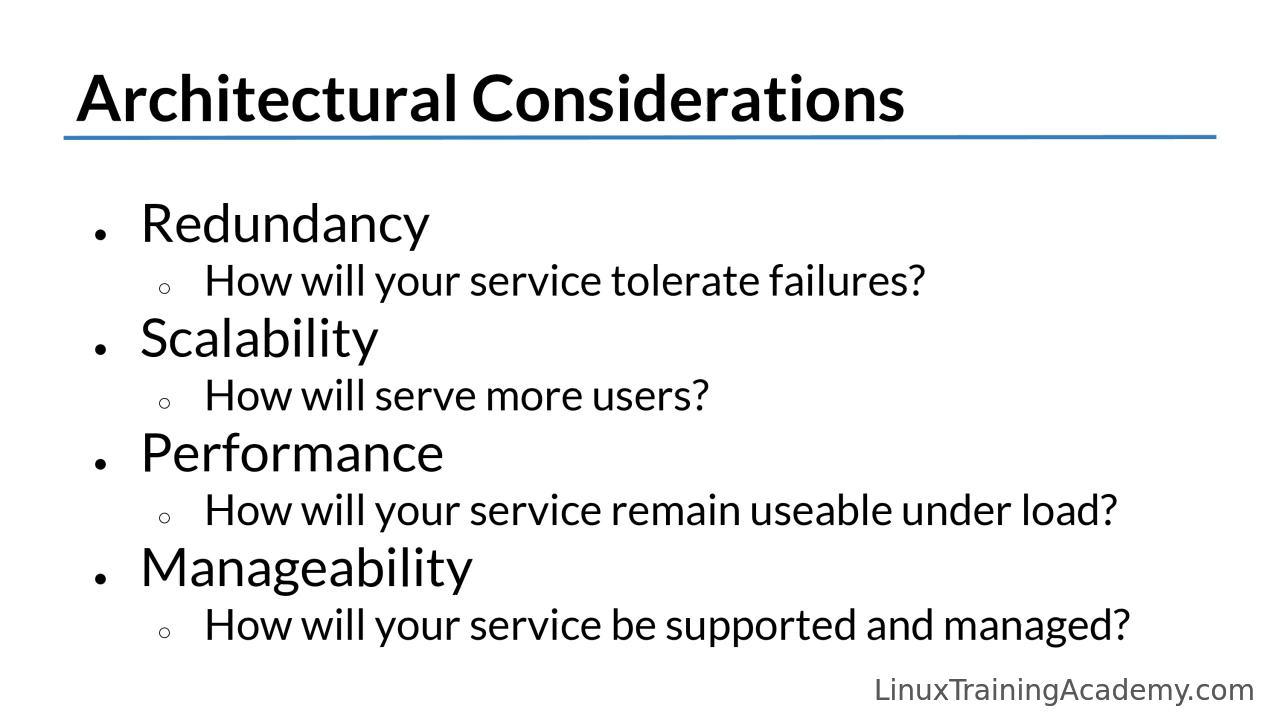 Architectural Considerations
● Redundancy
○ How will your service tolerate failures?
● Scalability
○ How will serve more users?
● Performance
○ How will your service remain useable under load?
● Manageability
○ How will your service be supported and managed?
LinuxTrainingAcademy.com